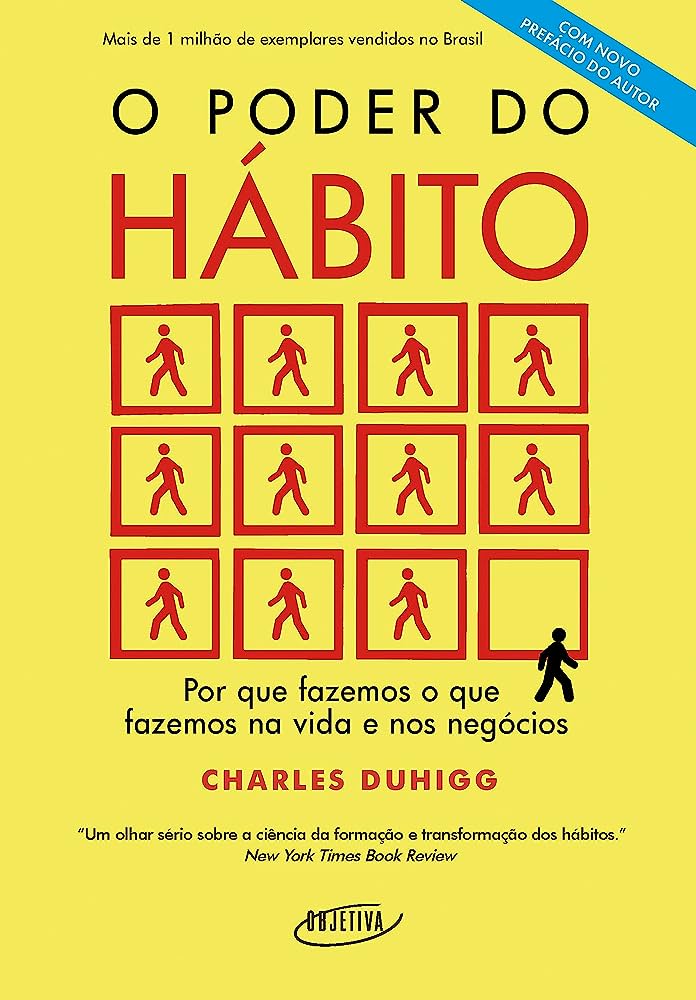 Mais de 1 milhão de exemplares vendidos no Brasil
COM NOVO
PREFÁCIO DO AUTOR
O PODER DO
HÁBITO
Por que fazemos o que
fazemos na vida e nos negócios
CHARLES DUHIGG
“Um olhar sério sobre a ciência da formação e transformação dos hábitos.”
New York Times Book Review
OBJETIVA